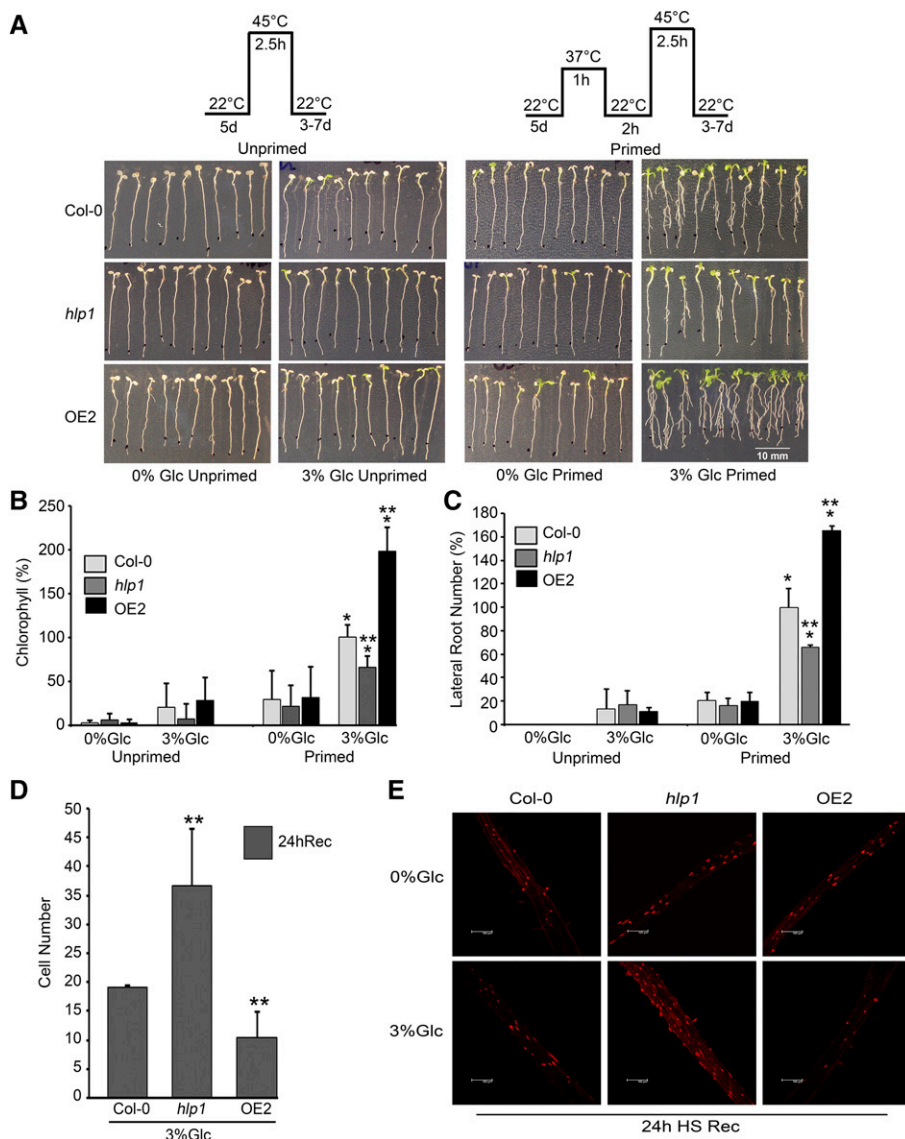 A
45°C
45°C
2.5h
2.5h
37°C
1h
22°C
22°C
22°C
22°C
22°C
5d
3-7d
5d
2h
3-7d
Unprimed
Primed
Col-0
hlp1
OE2
10 mm
0% Glc Unprimed
3% Glc Unprimed
0% Glc Primed
3% Glc Primed
B
250
200
150
100
50
0
Chlorophyll (%)
Col-0
hlp1
OE2
*
**
*
**
*
0%Glc
3%Glc
0%Glc
3%Glc
Unprimed
Primed
C
180
160
140
120
100
80
60
40
20
0
Lateral Root Number (%)
Col-0
hlp1
OE2
*
**
*
**
*
0%Glc
3%Glc
0%Glc
3%Glc
Unprimed
Primed
D
50
45
40
35
30
25
20
15
10
5
0
Cell Number
**
**
24hRec
Col-0
hlp1
OE2
3%Glc
E
Col-0
hlp1
OE2
0%Glc
3%Glc
24h HS Rec